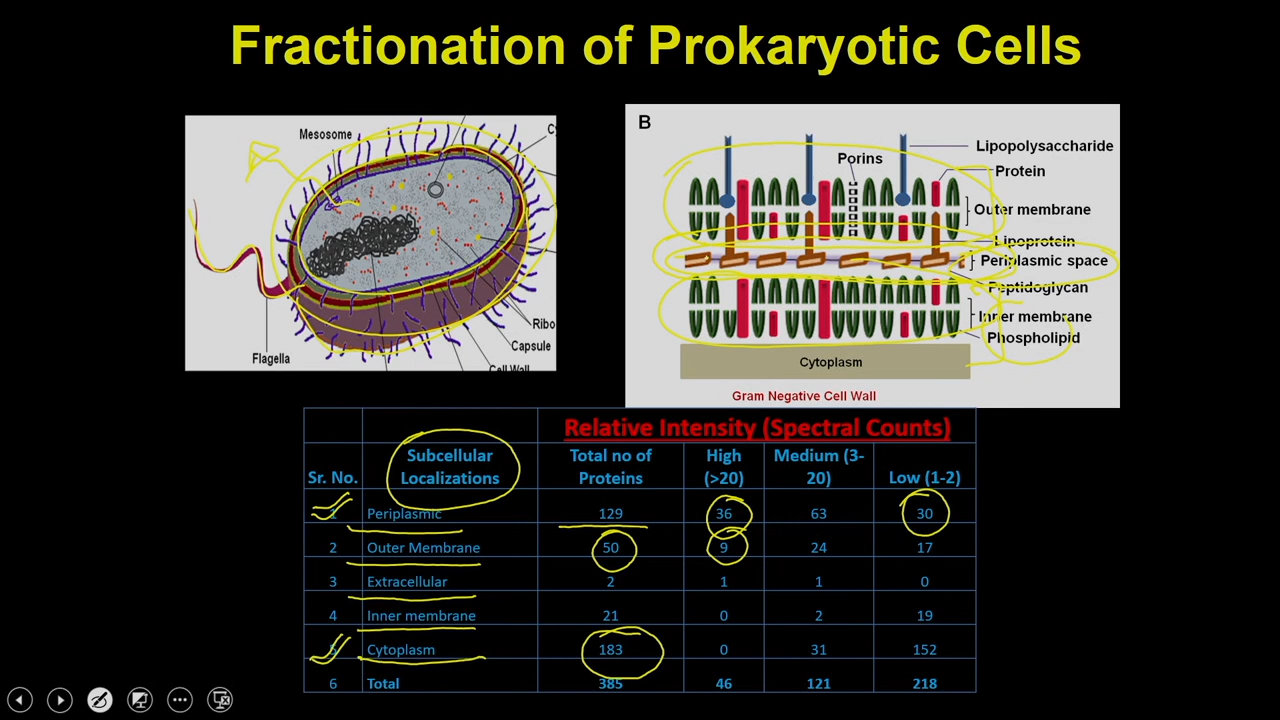 Fractionation of Prokaryotic Cells
Mesosome
Flagella
Ribo
Capsule
Cell Wall
B
Porins
Lipopolysaccharide
Protein
Outer membrane
Lipoprotein
Periplasmic space
Peptidoglycan
Inner membrane
Phospholipid
Cytoplasm
Gram Negative Cell Wall
Relative Intensity (Spectral Counts)
Sr. No. Subcellular Localizations Total no of Proteins High (>20) Medium (3-20) Low (1-2)
1 Periplasmic 129 36 63 30
2 Outer Membrane 50 9 24 17
3 Extracellular 2 1 1 0
4 Inner membrane 21 0 2 19
5 Cytoplasm 183 0 31 152
6 Total 385 46 121 218